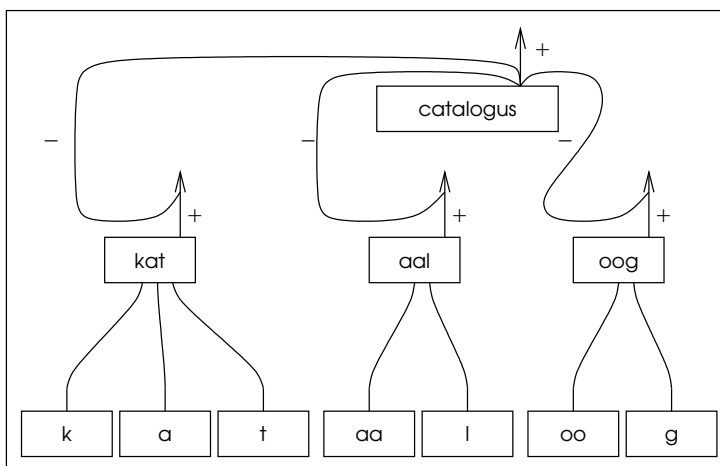 +
catalogus
− − −
+ + +
kat aal oog
k a t aa l oo g